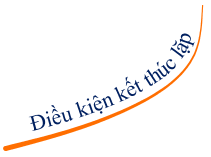 Điều kiện kết thúc lặp